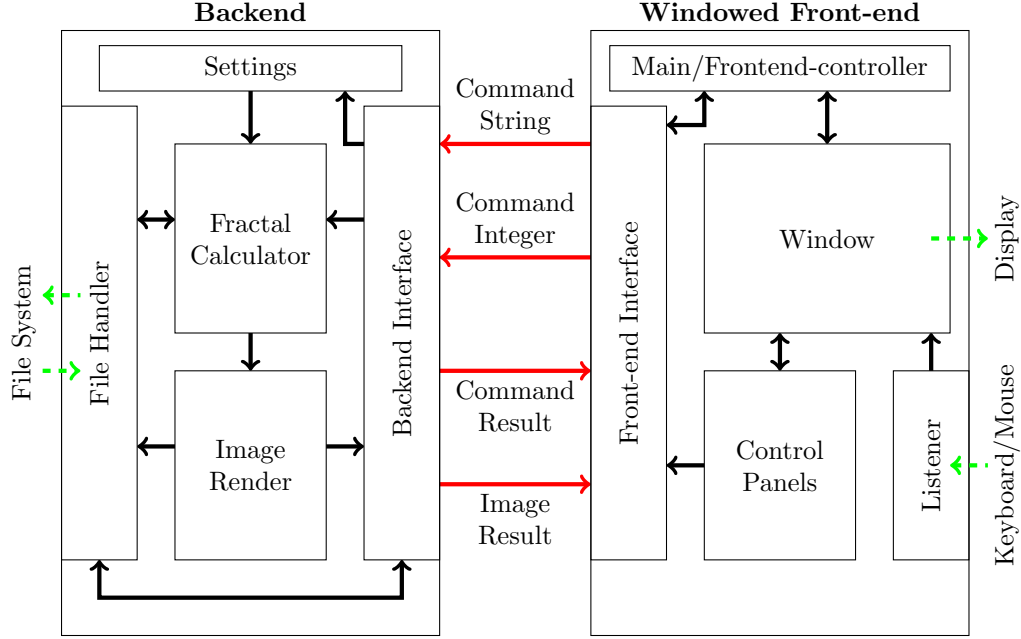 Backend
Windowed Front-end
Settings
Main/Frontend-controller
Command
String
Fractal
Calculator
Command
Integer
Window
Display
File System
File Handler
Backend Interface
Front-end Interface
Command
Result
Image
Render
Control
Panels
Listener
Keyboard/Mouse
Image
Result